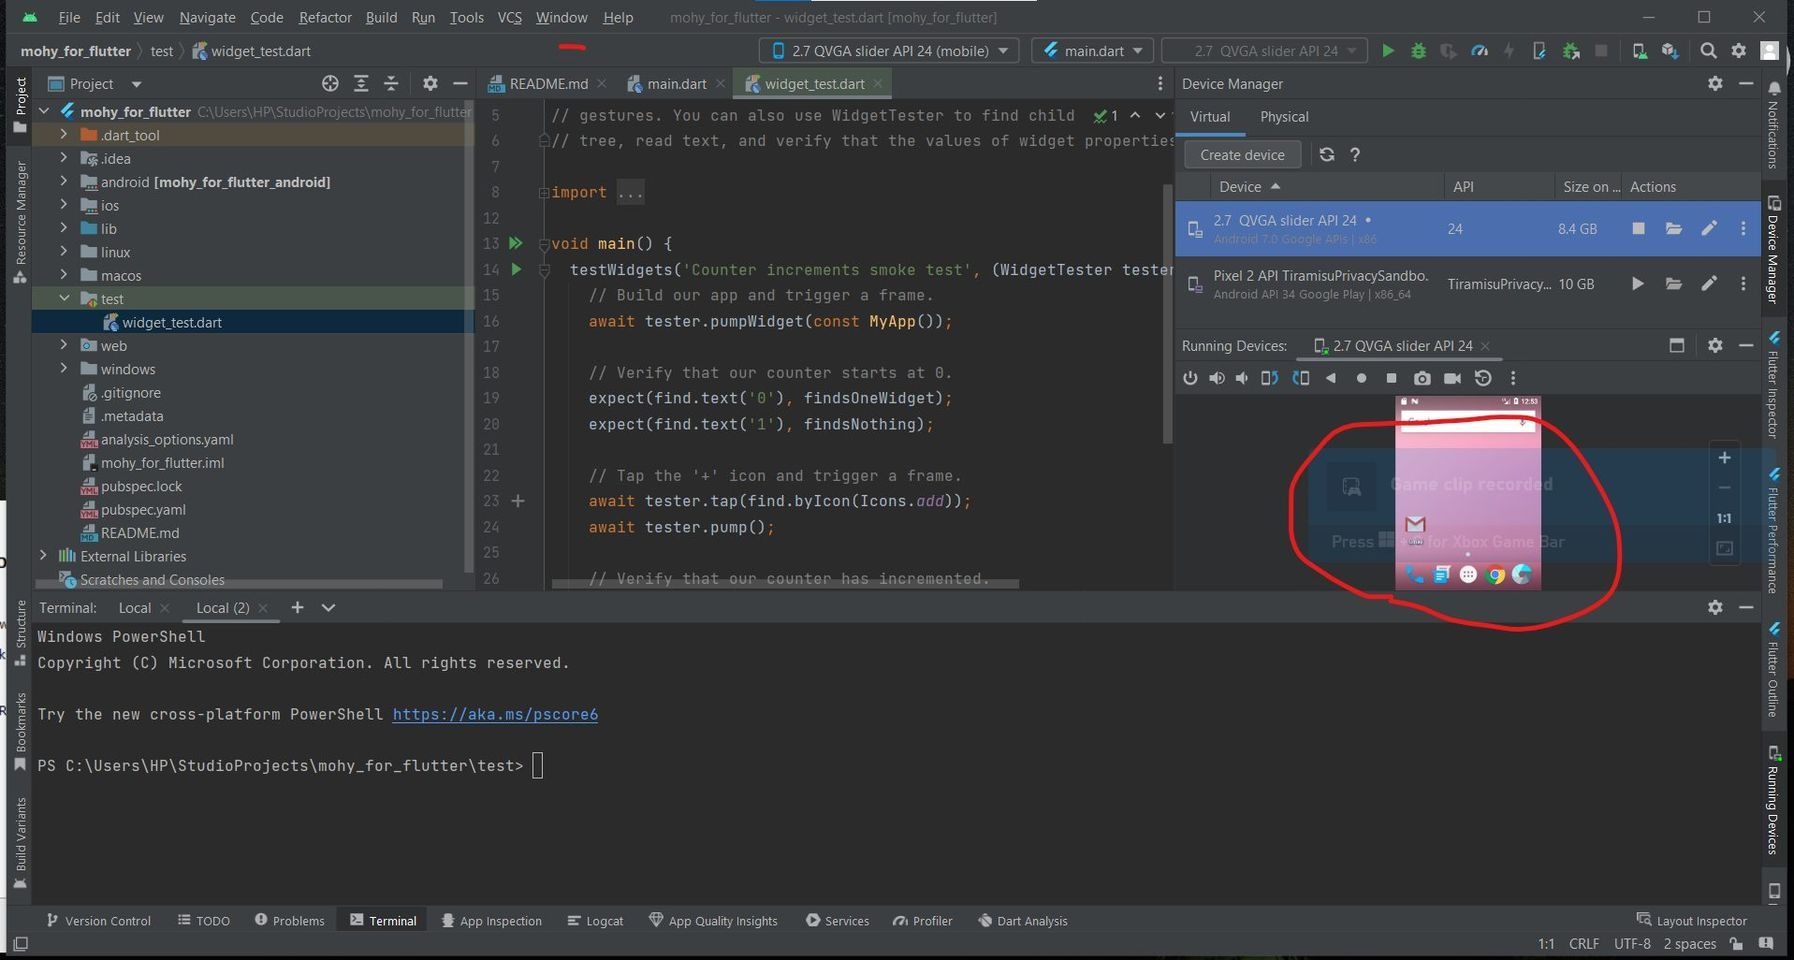 File Edit View Navigate Code Refactor Build Run Tools VCS Window Help mohy_for_flutter - widget_test.dart [mohy_for_flutter]
mohy_for_flutter test widget_test.dart
2.7 QVGA slider API 24 (mobile) main.dart 2.7 QVGA slider API 24
Project
README.md main.dart widget_test.dart
Device Manager
mohy_for_flutter C:\Users\HP\StudioProjects\mohy_for_flutter
.dart_tool
.idea
android [mohy_for_flutter_android]
ios
lib
linux
macos
test
widget_test.dart
web
windows
.gitignore
.metadata
analysis_options.yaml
mohy_for_flutter.iml
pubspec.lock
pubspec.yaml
README.md
External Libraries
Scratches and Consoles
5 // gestures. You can also use WidgetTester to find child 1
6 // tree, read text, and verify that the values of widget properties
7
8 import ...
12
13 void main() {
14 testWidgets('Counter increments smoke test', (WidgetTester tester
15 // Build our app and trigger a frame.
16 await tester.pumpWidget(const MyApp());
17
18 // Verify that our counter starts at 0.
19 expect(find.text('0'), findsOneWidget);
20 expect(find.text('1'), findsNothing);
21
22 // Tap the '+' icon and trigger a frame.
23 await tester.tap(find.byIcon(Icons.add));
24 await tester.pump();
25
26 // Verify that our counter has incremented.
Virtual Physical
Create device ?
Device API Size on ... Actions
2.7 QVGA slider API 24
Android 7.0 Google APIs | x86
24 8.4 GB
Pixel 2 API TiramisuPrivacySandbo.
Android API 34 Google Play | x86_64
TiramisuPrivacy... 10 GB
Running Devices: 2.7 QVGA slider API 24
12:53
Game clip recorded
Press for Xbox Game Bar
1:1
Terminal: Local Local (2)
Windows PowerShell
Copyright (C) Microsoft Corporation. All rights reserved.
Try the new cross-platform PowerShell https://aka.ms/pscore6
PS C:\Users\HP\StudioProjects\mohy_for_flutter\test>
Project
Resource Manager
Structure
Bookmarks
Build Variants
Notifications
Device Manager
Flutter Inspector
Flutter Performance
Flutter Outline
Running Devices
Version Control TODO Problems Terminal App Inspection Logcat App Quality Insights Services Profiler Dart Analysis Layout Inspector
1:1 CRLF UTF-8 2 spaces